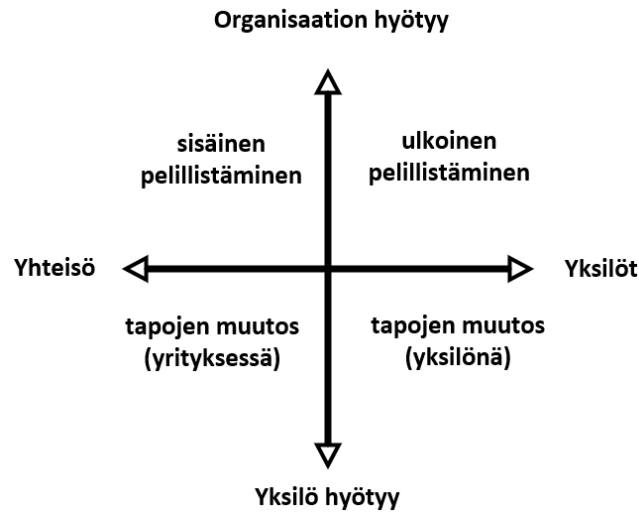 Organisaation hyötyy
sisäinen
pelillistäminen
ulkoinen
pelillistäminen
Yhteisö
Yksilöt
tapojen muutos
(yrityksessä)
tapojen muutos
(yksilönä)
Yksilö hyötyy